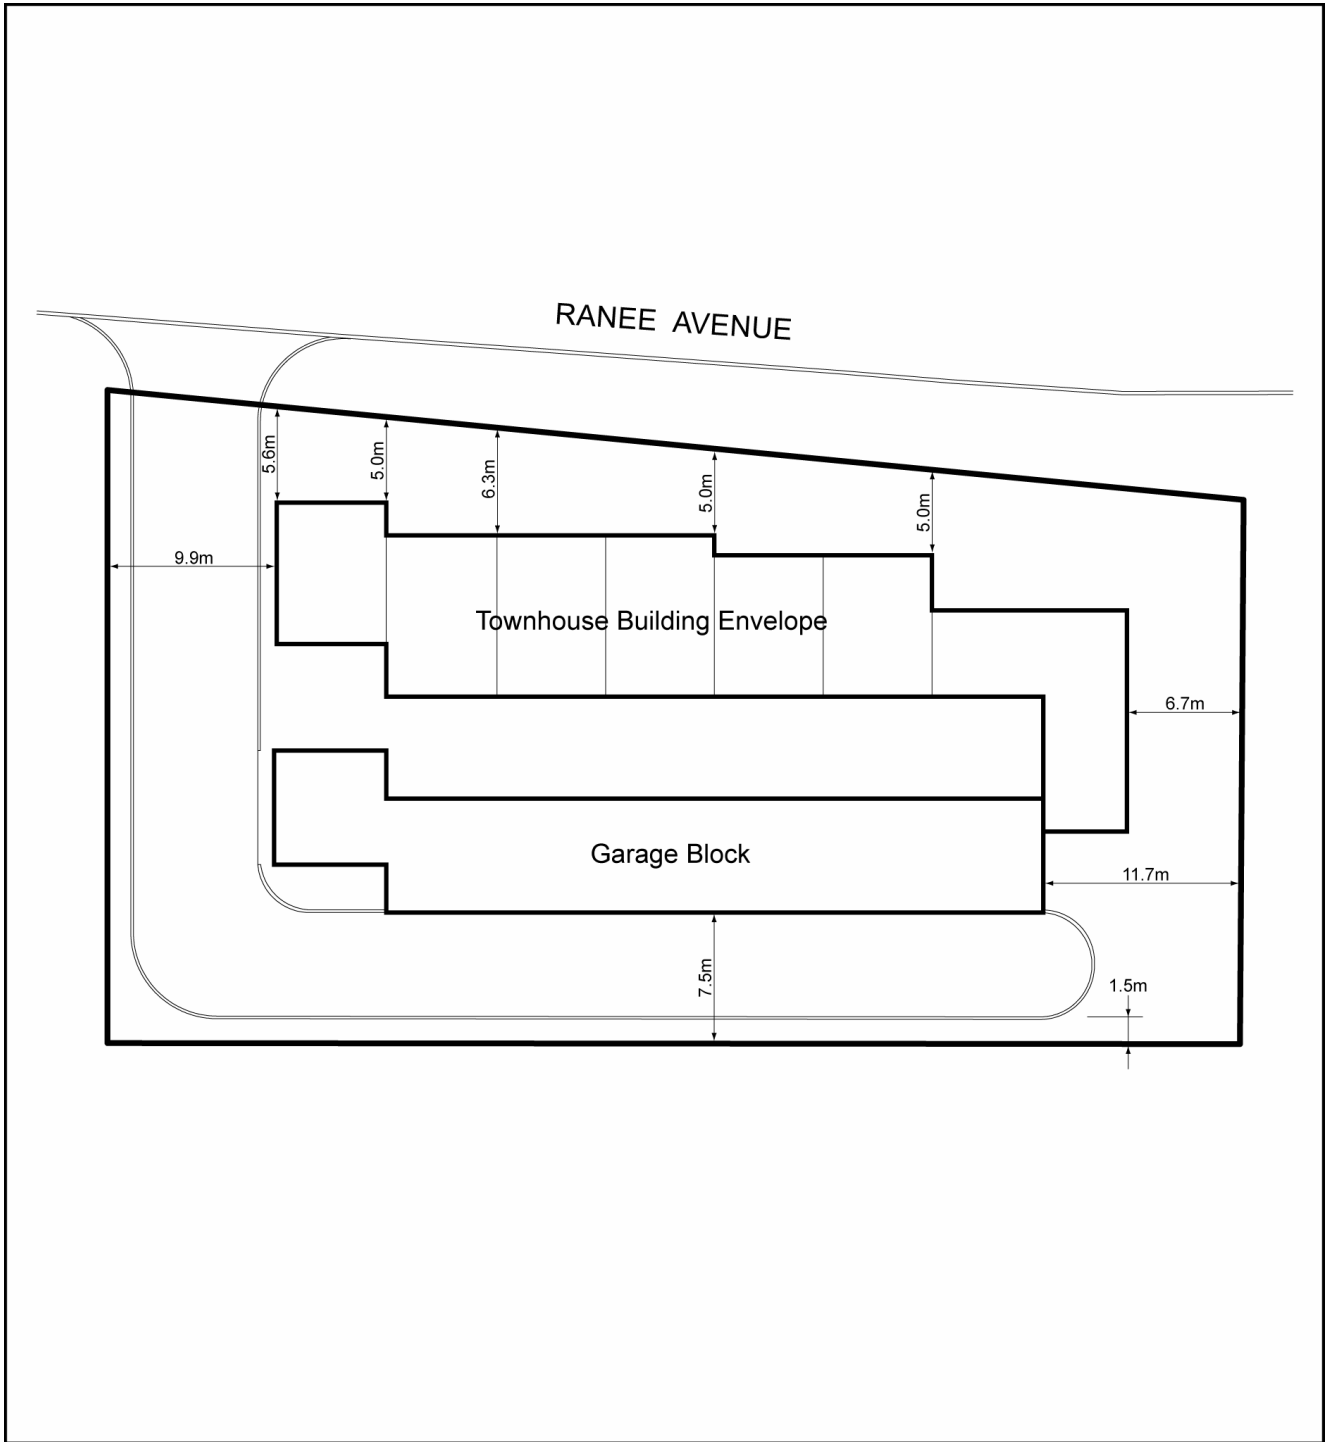 RANEE AVENUE
5.6m
5.0m
6.3m
5.0m
5.0m
9.9m
Townhouse Building Envelope
6.7m
Garage Block
11.7m
7.5m
1.5m